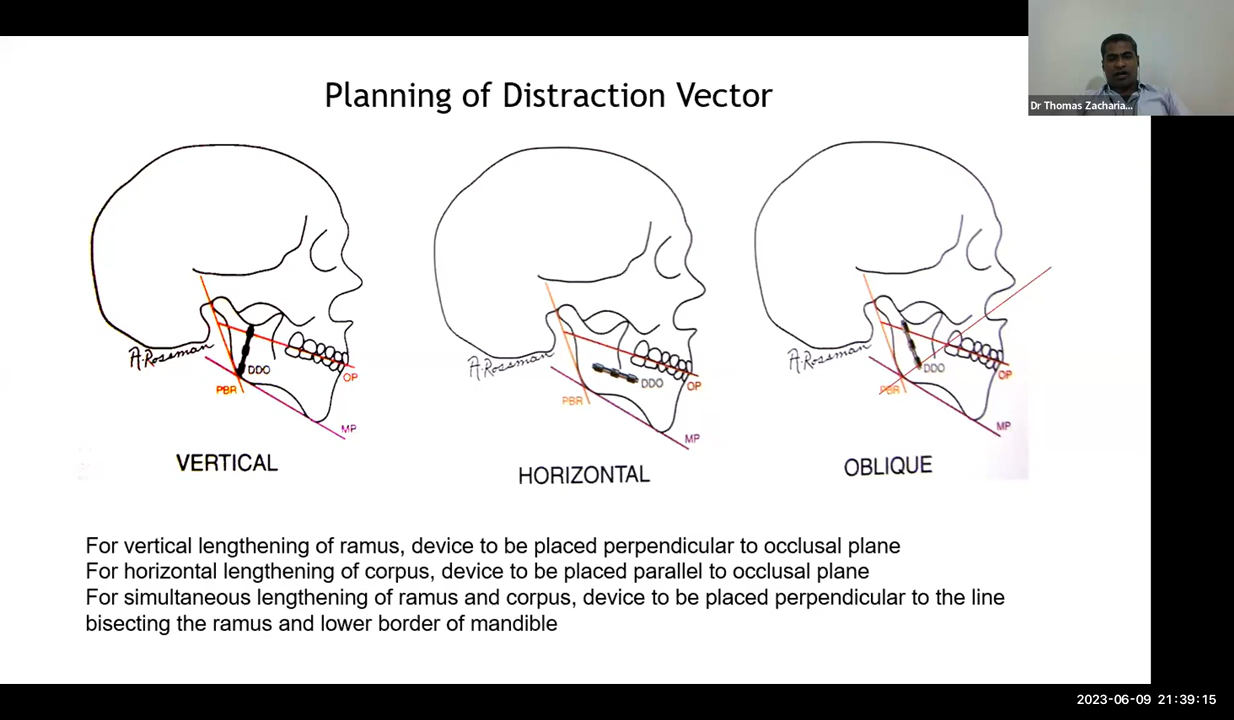 Dr Thomas Zacharia...
Planning of Distraction Vector
A.Rossman
DDO
PBR
OP
MP
VERTICAL
A.Rossman
DDO
PBR
OP
MP
HORIZONTAL
A.Rossman
DDO
PBR
OP
MP
OBLIQUE
For vertical lengthening of ramus, device to be placed perpendicular to occlusal plane
For horizontal lengthening of corpus, device to be placed parallel to occlusal plane
For simultaneous lengthening of ramus and corpus, device to be placed perpendicular to the line
bisecting the ramus and lower border of mandible
2023-06-09 21:39:15